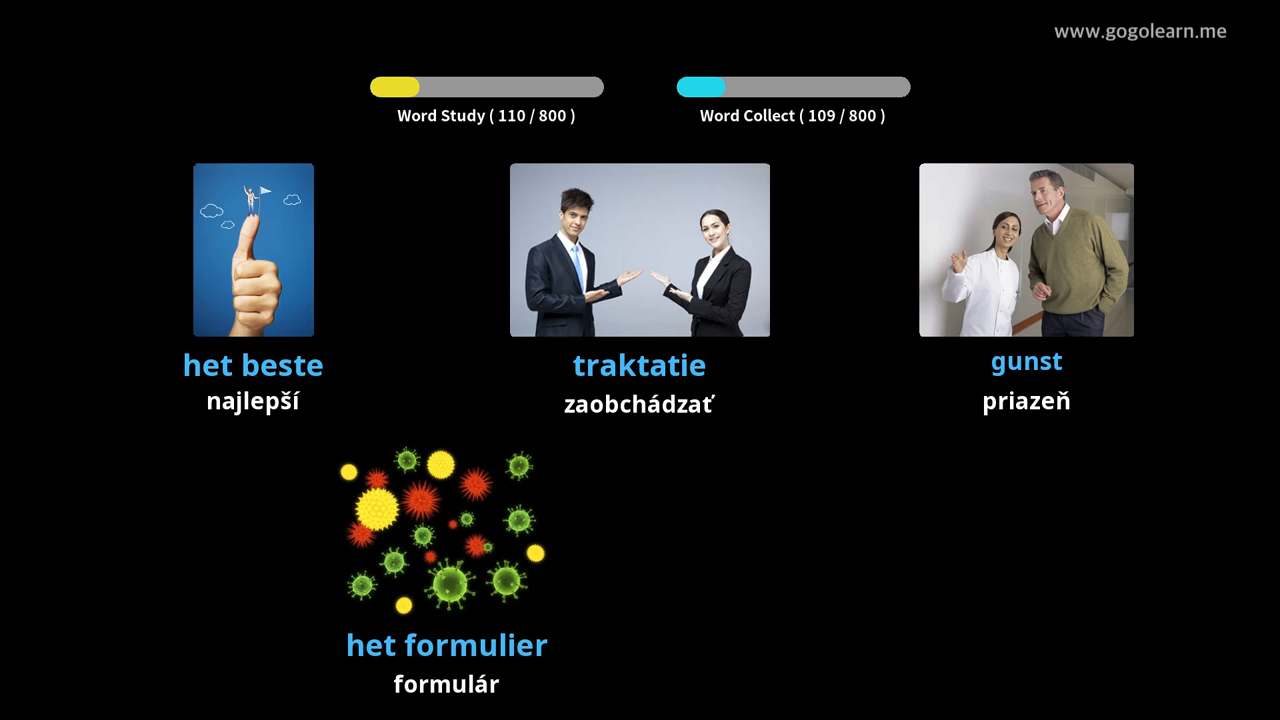 www.gogolearn.me
Word Study ( 110 / 800 )
Word Collect ( 109 / 800 )
het beste
najlepší
traktatie
zaobchádzať
gunst
priazeň
het formulier
formulár